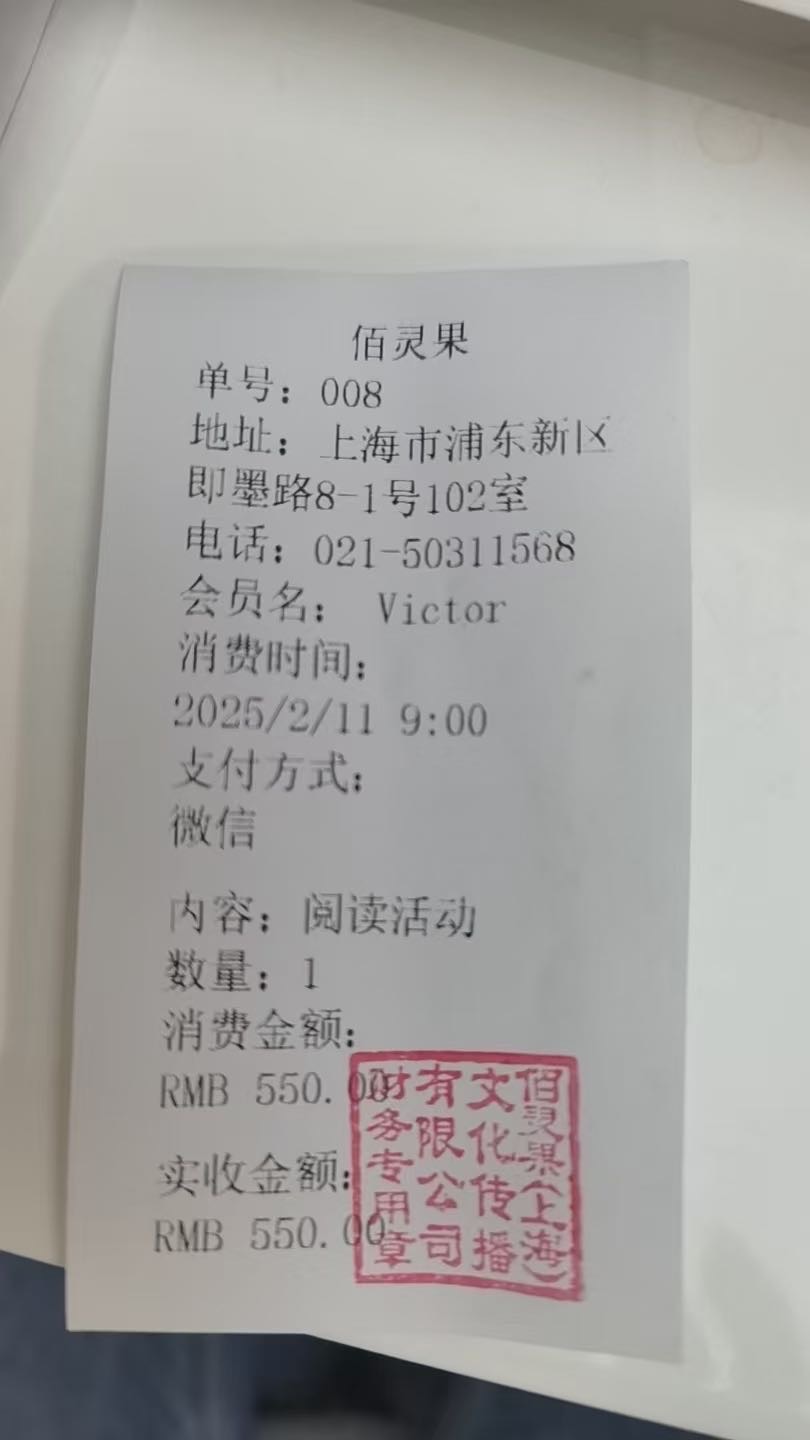 佰灵果
单号：008
地址：上海市浦东新区
即墨路8-1号102室
电话：021-50311568
会员名： Victor
消费时间：
2025/2/11 9:00
支付方式：
微信
内容：阅读活动
数量：1
消费金额：
RMB 550.00
实收金额：
RMB 550.00
佰灵果（上海）
文化传播
有限公司
财务专用章